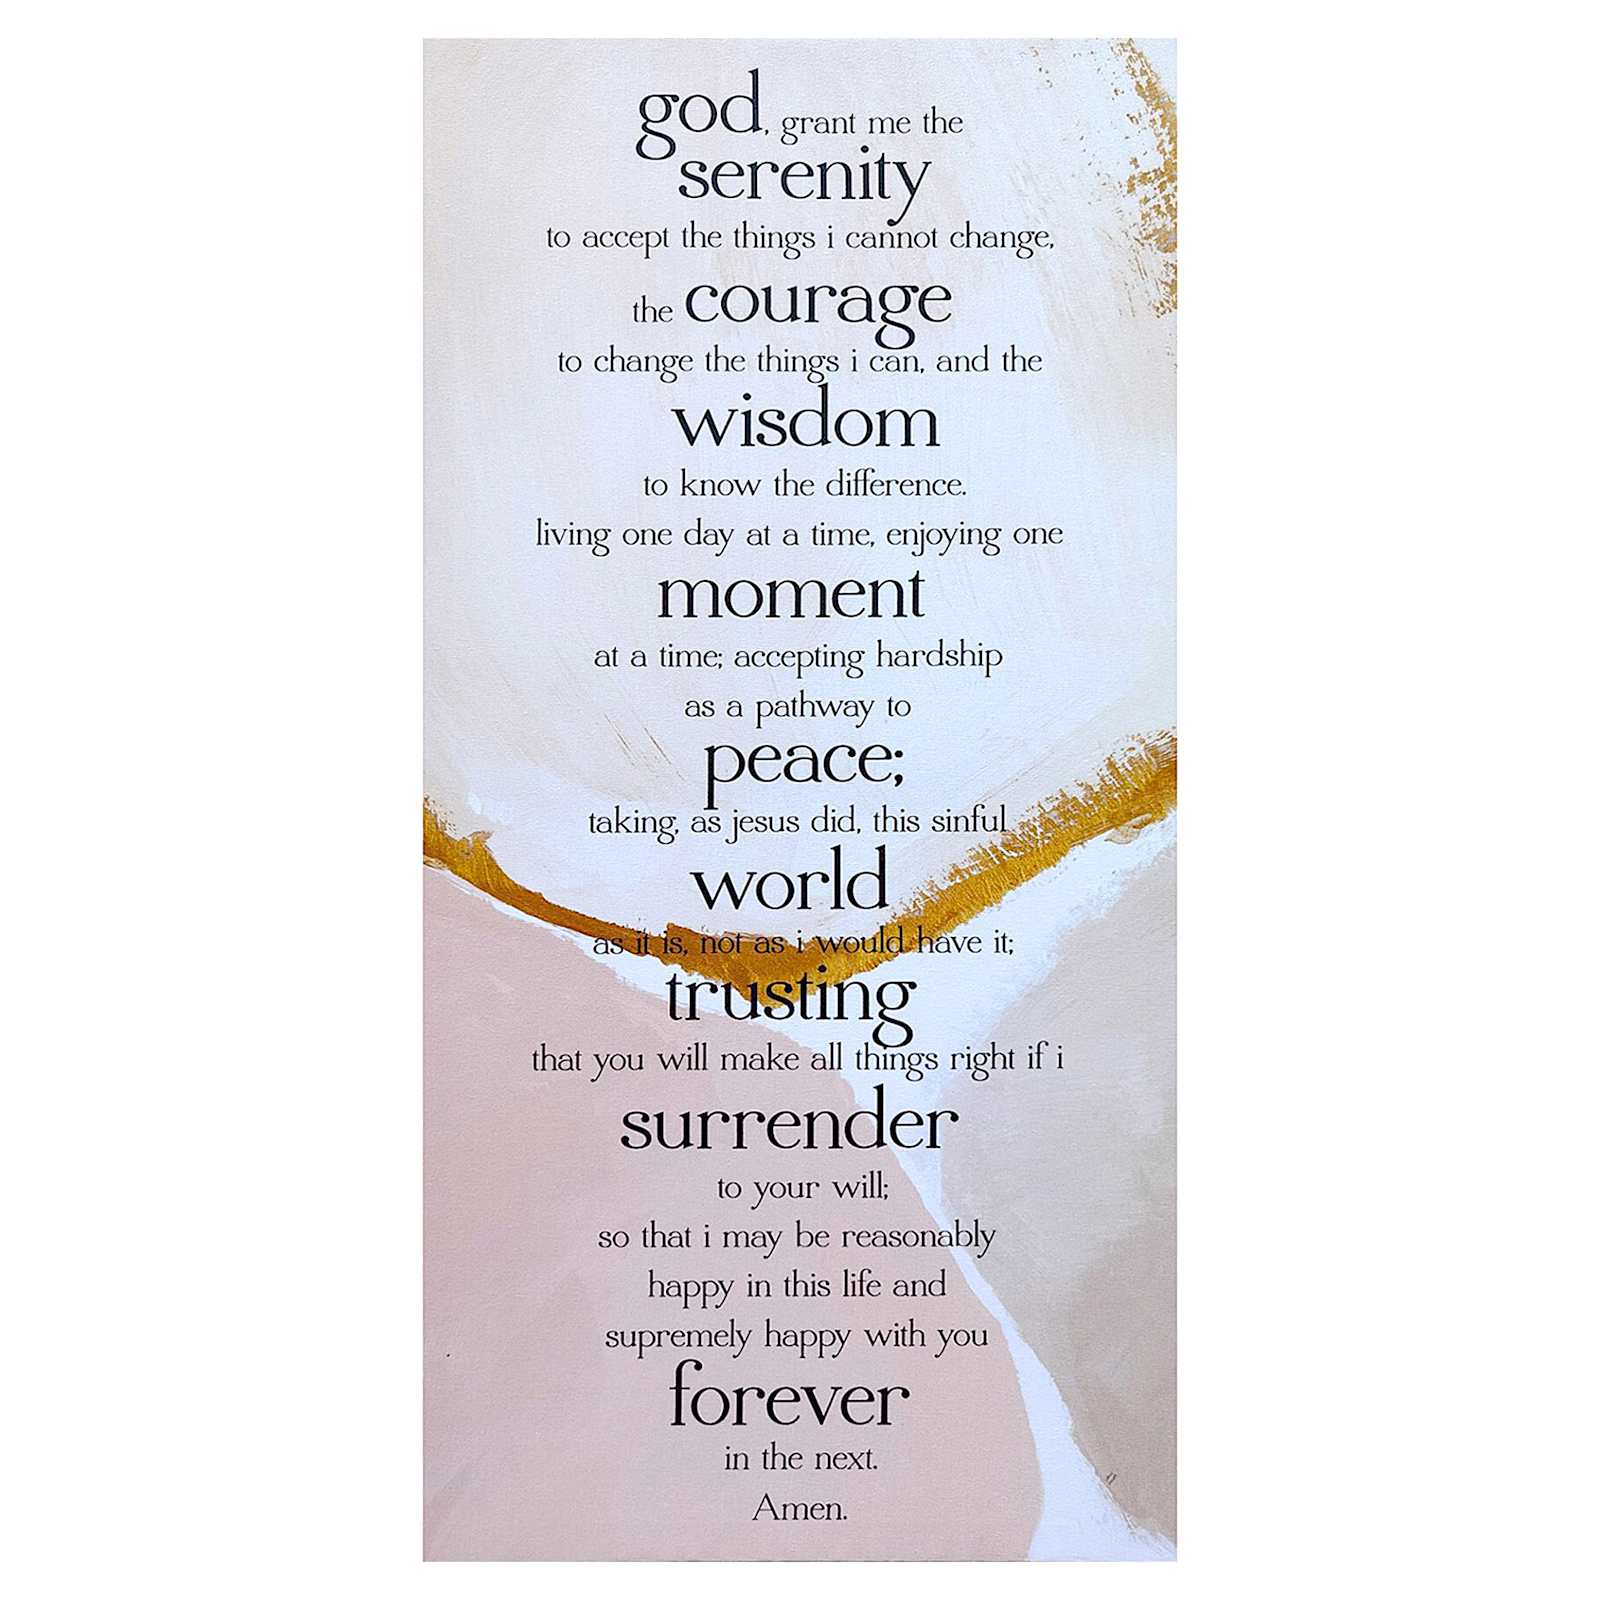 god, grant me the
serenity
to accept the things i cannot change,
the courage
to change the things i can, and the
wisdom
to know the difference.
living one day at a time, enjoying one
moment
at a time; accepting hardship
as a pathway to
peace;
taking, as jesus did, this sinful
world
as it is, not as i would have it;
trusting
that you will make all things right if i
surrender
to your will;
so that i may be reasonably
happy in this life and
supremely happy with you
forever
in the next.
Amen.